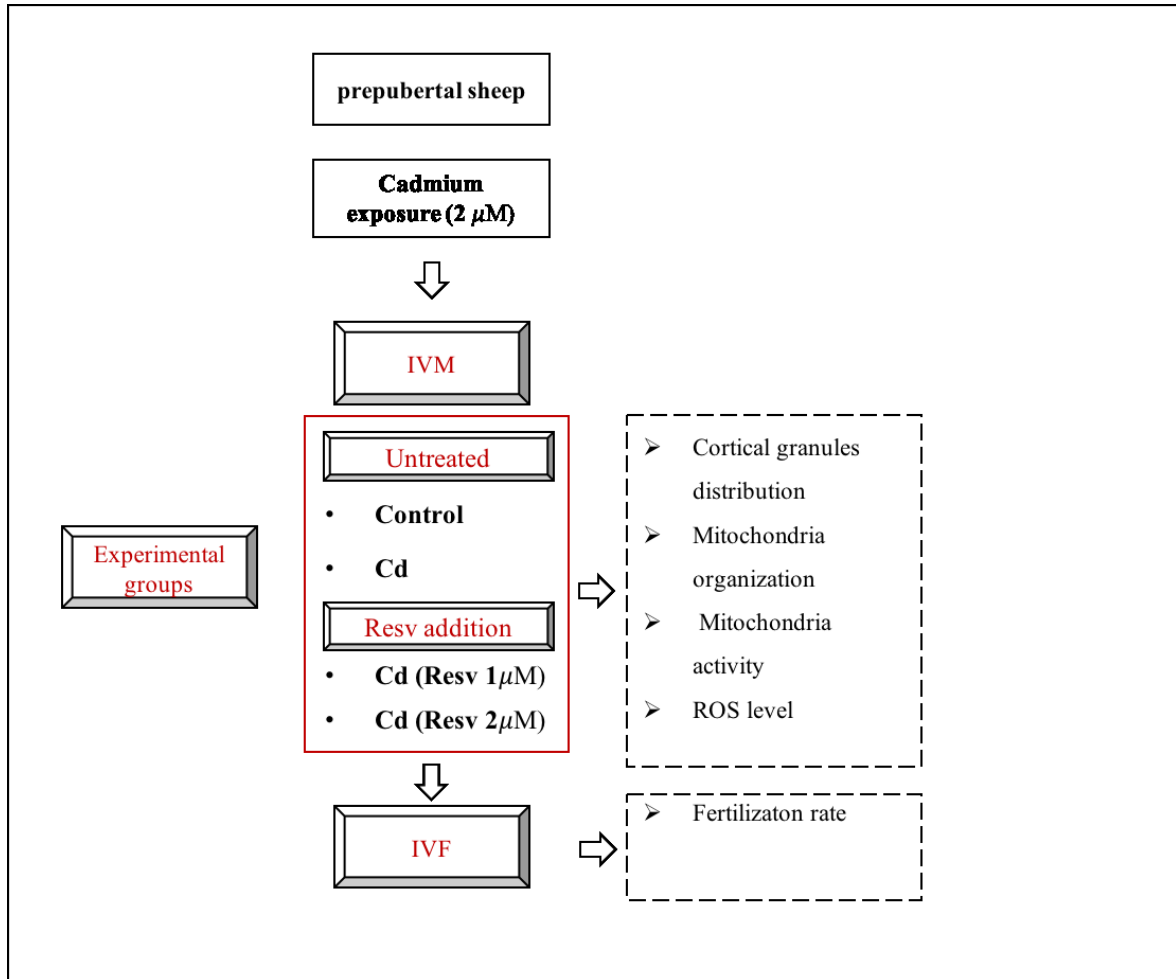 prepubertal sheep
Cadmium
exposure (2 μM)
IVM
Untreated
• Control
• Cd
Experimental
groups
Resv addition
• Cd (Resv 1μM)
• Cd (Resv 2μM)
➢ Cortical granules
distribution
➢ Mitochondria
organization
➢ Mitochondria
activity
➢ ROS level
IVF
➢ Fertilizaton rate